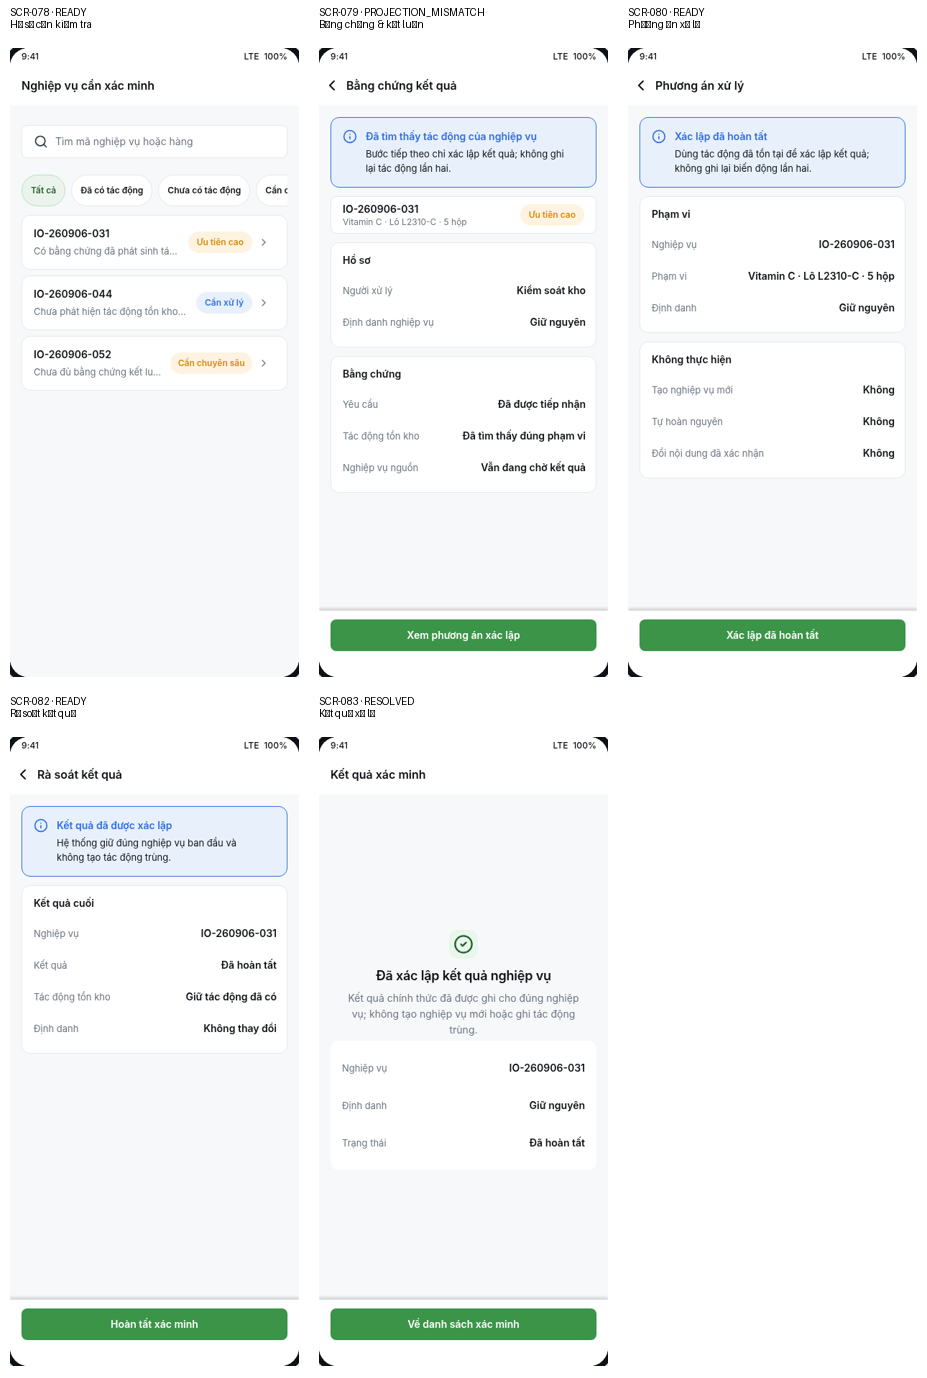 SCR-078 · READY
SCR-079 · PROJECTION_MISMATCH
SCR-080 · READY
9:41
LTE 100%
Nghiệp vụ cần xác minh
Tìm mã nghiệp vụ hoặc hàng
Tất cả
Đã có tác động
Chưa có tác động
IO-260906-031
Có bằng chứng đã phát sinh tá...
Ưu tiên cao
IO-260906-044
Chưa phát hiện tác động tồn kho...
Cần xử lý
IO-260906-052
Chưa đủ bằng chứng kết lu...
Cần chuyên sâu
9:41
LTE 100%
Bằng chứng kết quả
Đã tìm thấy tác động của nghiệp vụ
Bước tiếp theo chỉ xác lập kết quả; không ghi
lại tác động lần hai.
IO-260906-031
Vitamin C · Lô L2310-C · 5 hộp
Ưu tiên cao
Hồ sơ
Người xử lý
Kiểm soát kho
Định danh nghiệp vụ
Giữ nguyên
Bằng chứng
Yêu cầu
Đã được tiếp nhận
Tác động tồn kho
Đã tìm thấy đúng phạm vi
Nghiệp vụ nguồn
Vẫn đang chờ kết quả
Xem phương án xác lập
9:41
LTE 100%
Phương án xử lý
Xác lập đã hoàn tất
Dùng tác động đã tồn tại để xác lập kết quả;
không ghi lại biến động lần hai.
Phạm vi
Nghiệp vụ
IO-260906-031
Phạm vi
Vitamin C · Lô L2310-C · 5 hộp
Định danh
Giữ nguyên
Không thực hiện
Tạo nghiệp vụ mới
Không
Tự hoàn nguyên
Không
Đổi nội dung đã xác nhận
Không
Xác lập đã hoàn tất
SCR-082 · READY
SCR-083 · RESOLVED
9:41
LTE 100%
Rà soát kết quả
Kết quả đã được xác lập
Hệ thống giữ đúng nghiệp vụ ban đầu và
không tạo tác động trùng.
Kết quả cuối
Nghiệp vụ
IO-260906-031
Kết quả
Đã hoàn tất
Tác động tồn kho
Giữ tác động đã có
Định danh
Không thay đổi
Hoàn tất xác minh
9:41
LTE 100%
Kết quả xác minh
Đã xác lập kết quả nghiệp vụ
Kết quả chính thức đã được ghi cho đúng nghiệp
vụ; không tạo nghiệp vụ mới hoặc ghi tác động
trùng.
Nghiệp vụ
IO-260906-031
Định danh
Giữ nguyên
Trạng thái
Đã hoàn tất
Về danh sách xác minh